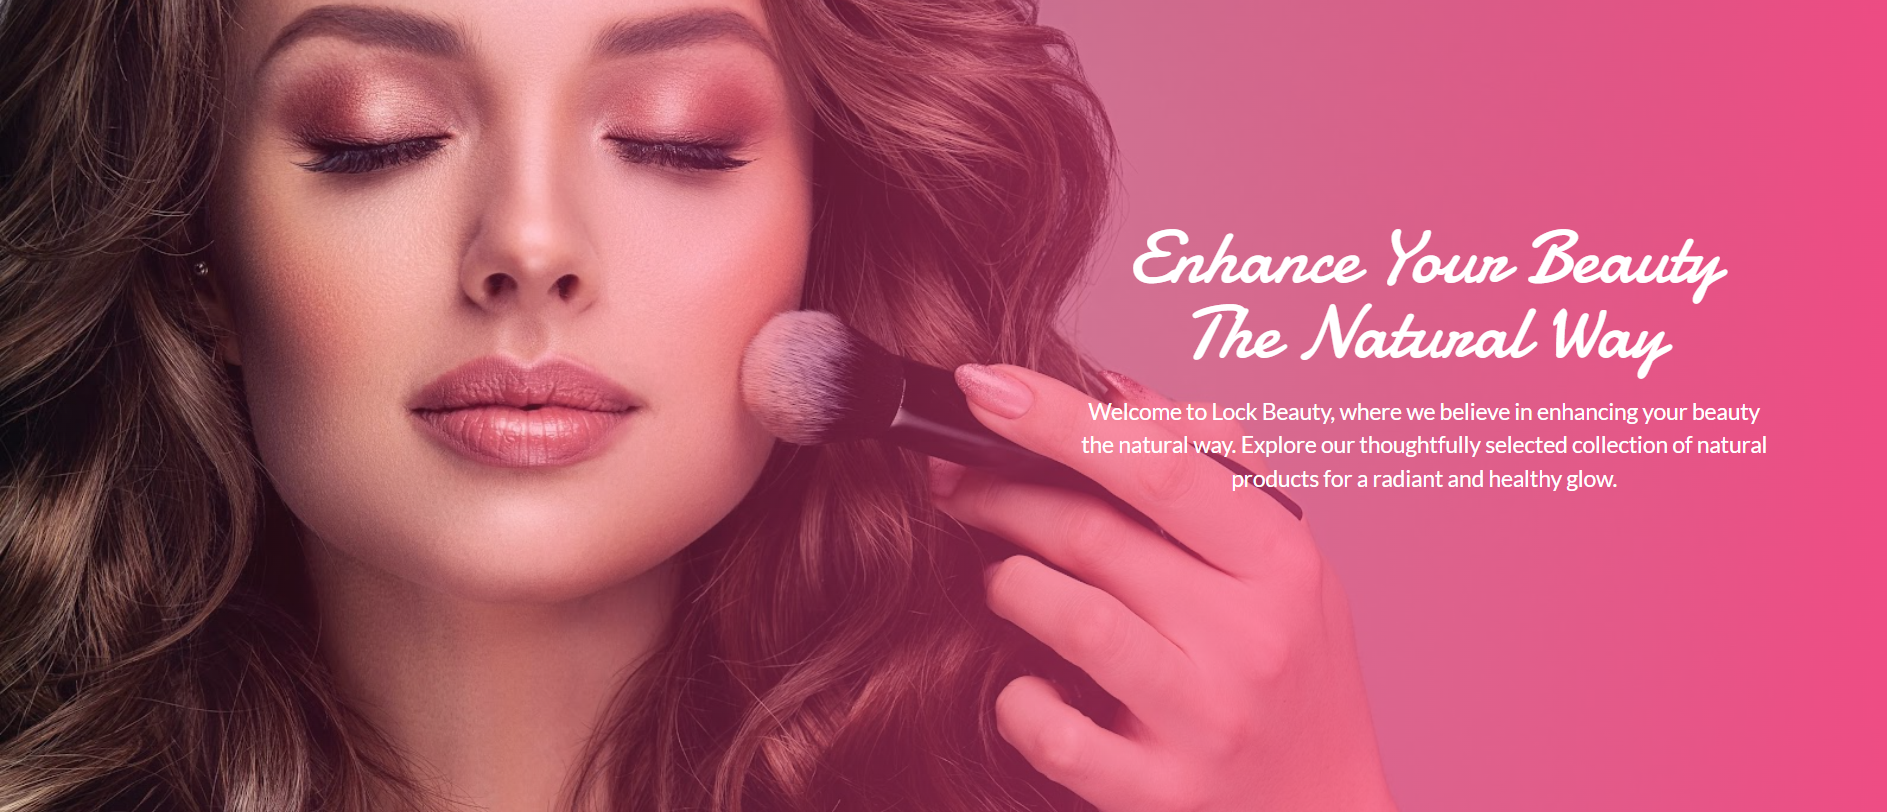 Enhance Your Beauty
The Natural Way
Welcome to Lock Beauty, where we believe in enhancing your beauty
the natural way. Explore our thoughtfully selected collection of natural
products for a radiant and healthy glow.